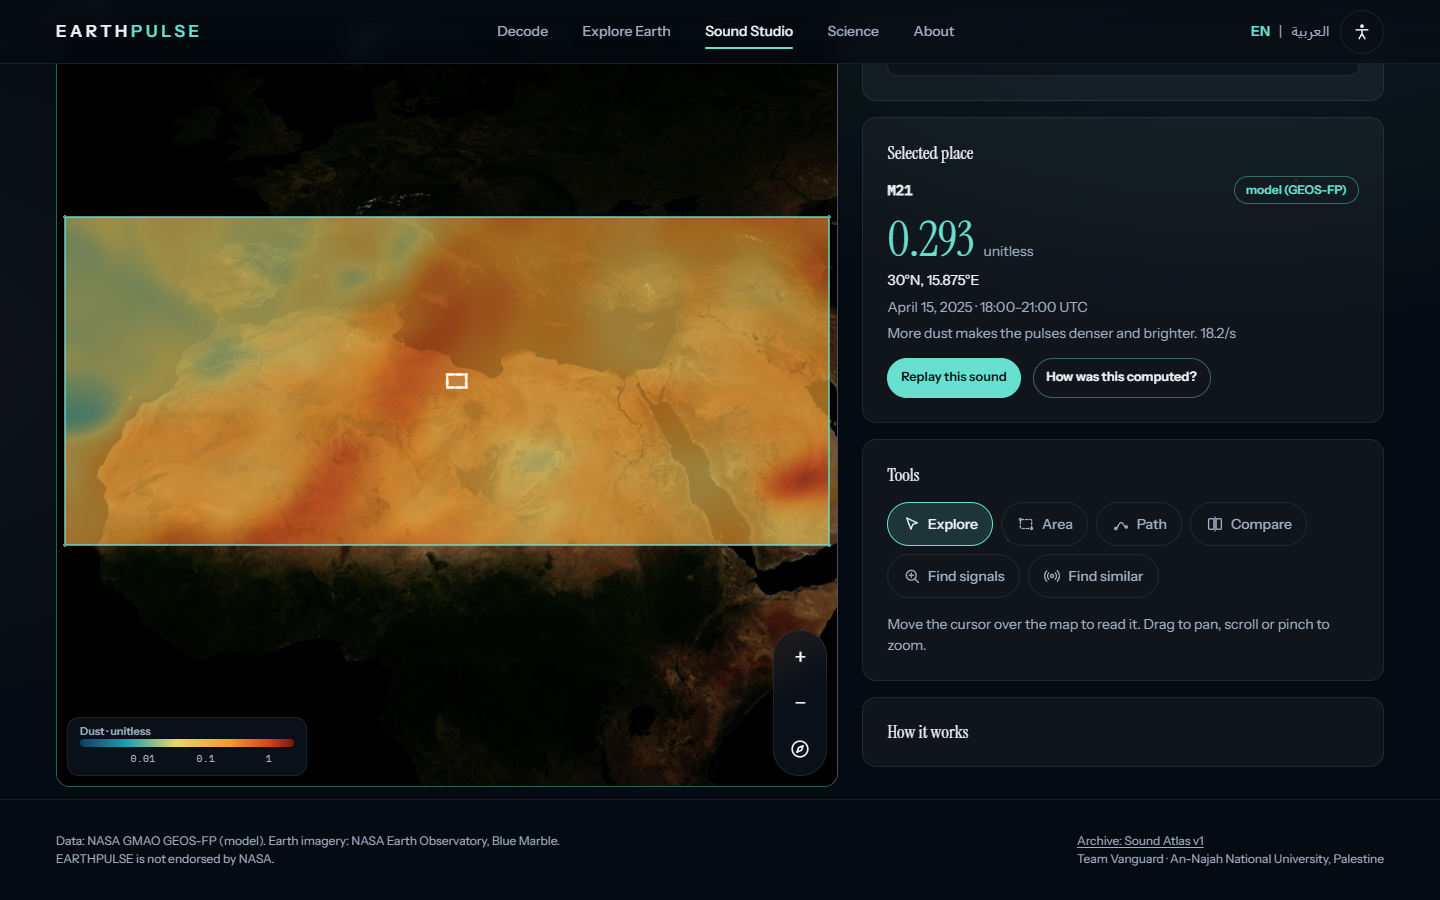 EARTHPULSE
Decode
Explore Earth
Sound Studio
Science
About
EN | العربية
Selected place
M21
model (GEOS-FP)
0.293 unitless
30°N, 15.875°E
April 15, 2025 · 18:00–21:00 UTC
More dust makes the pulses denser and brighter. 18.2/s
Replay this sound
How was this computed?
Tools
Explore
Area
Path
Compare
Find signals
Find similar
Move the cursor over the map to read it. Drag to pan, scroll or pinch to
zoom.
How it works
Dust · unitless
0.01 0.1 1
Data: NASA GMAO GEOS-FP (model). Earth imagery: NASA Earth Observatory, Blue Marble.
EARTHPULSE is not endorsed by NASA.
Archive: Sound Atlas v1
Team Vanguard · An-Najah National University, Palestine